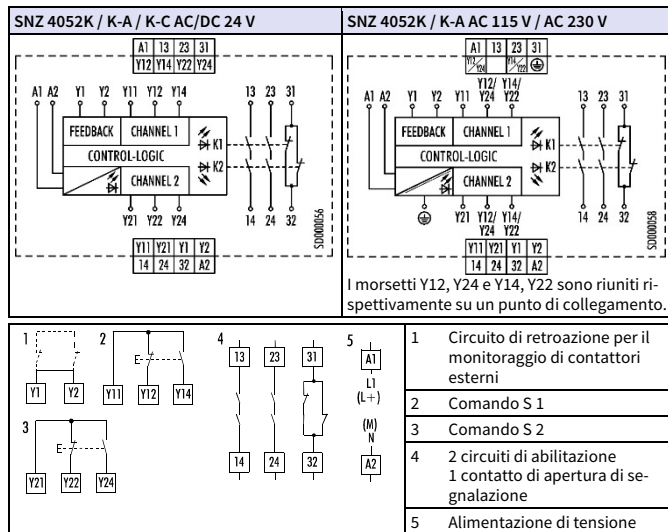 SNZ 4052K / K-A / K-C AC/DC 24 V
A1 13 23 31
Y12 Y14 Y22 Y24
A1 A2 Y1 Y2 Y11 Y12 Y14 13 23 31
FEEDBACK CHANNEL 1
K1
CONTROL-LOGIC
K2
CHANNEL 2
Y21 Y22 Y24 14 24 32
Y11 Y21 Y1 Y2
14 24 32 A2
SD000056
SNZ 4052K / K-A AC 115 V / AC 230 V
A1 13 23 31
Y12/Y24 Y14/Y22
Y12/ Y14/
A1 A2 Y1 Y2 Y11 Y24 Y22 13 23 31
FEEDBACK CHANNEL 1
K1
CONTROL-LOGIC
K2
CHANNEL 2
Y21 Y12/ Y14/ 14 24 32
Y24 Y22
Y11 Y21 Y1 Y2
14 24 32 A2
SD000058
I morsetti Y12, Y24 e Y14, Y22 sono riuniti ri-
spettivamente su un punto di collegamento.
1
Y1 Y2
2
E
Y11 Y12 Y14
3
E
Y21 Y22 Y24
4
13 23 31
14 24 32
5
A1
L1
(L+)
(M)
N
A2
1 Circuito di retroazione per il
monitoraggio di contattori
esterni
2 Comando S 1
3 Comando S 2
4 2 circuiti di abilitazione
1 contatto di apertura di se-
gnalazione
5 Alimentazione di tensione